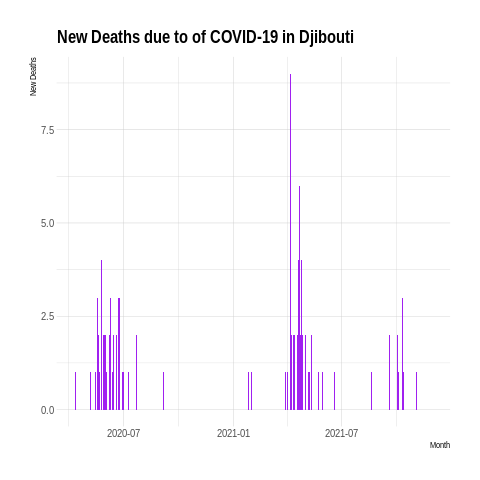 New Deaths due to of COVID-19 in Djibouti
New Deaths
7.5
5.0
2.5
0.0
2020-07
2021-01
2021-07
Month